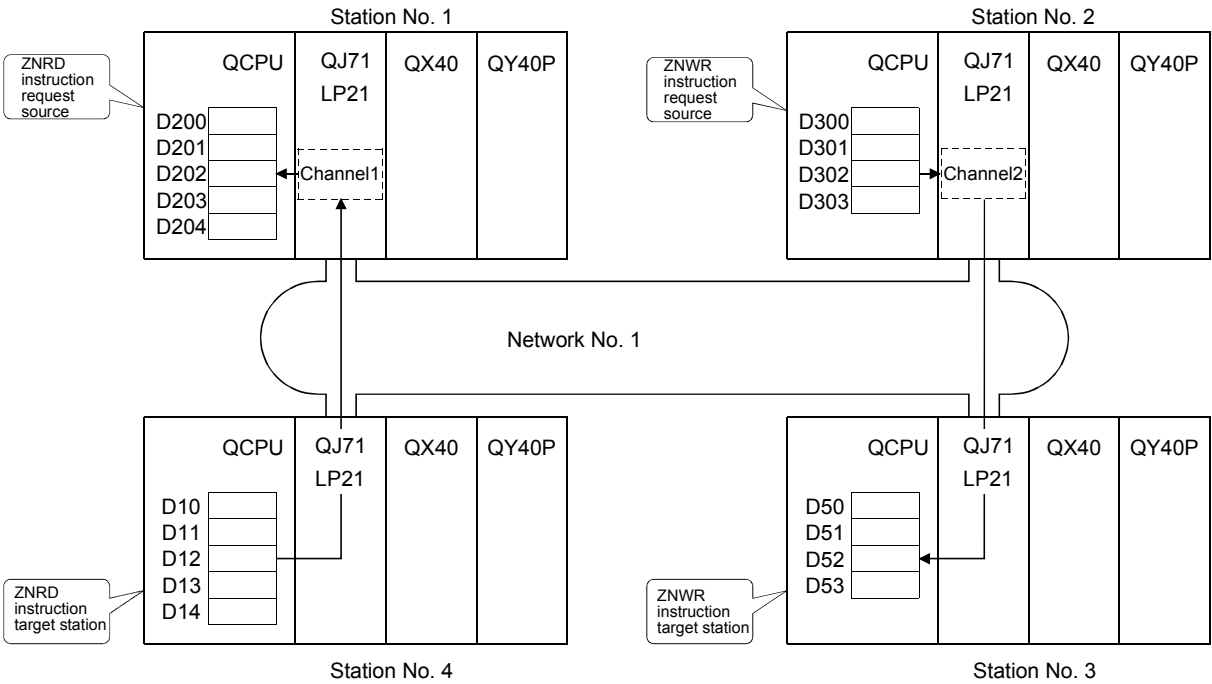 Station No. 1
ZNRD
instruction
request
source
QCPU
QJ71
LP21
QX40
QY40P
D200
D201
D202
D203
D204
Channel1
Station No. 2
ZNWR
instruction
request
source
QCPU
QJ71
LP21
QX40
QY40P
D300
D301
D302
D303
Channel2
Network No. 1
QCPU
QJ71
LP21
QX40
QY40P
D10
D11
D12
D13
D14
ZNRD
instruction
target station
Station No. 4
QCPU
QJ71
LP21
QX40
QY40P
D50
D51
D52
D53
ZNWR
instruction
target station
Station No. 3